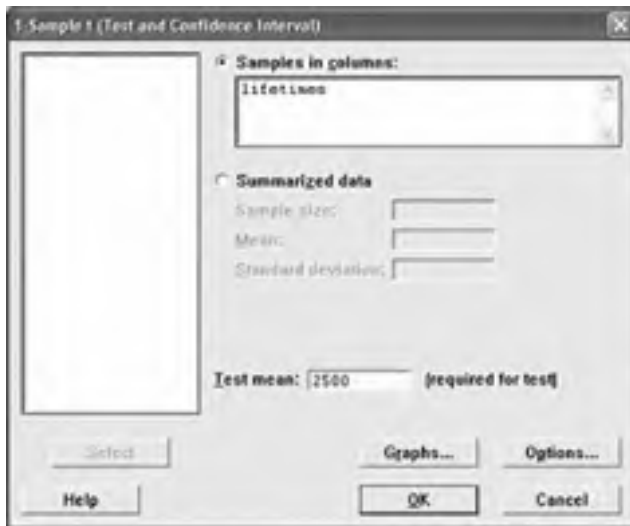 1-Sample t (Test and Confidence Interval)
Samples in columns:
lifetimes
Summarized data
Sample size:
Mean:
Standard deviation:
Test mean: 2500 (required for test)
Select
Graphs...
Options...
Help
OK
Cancel